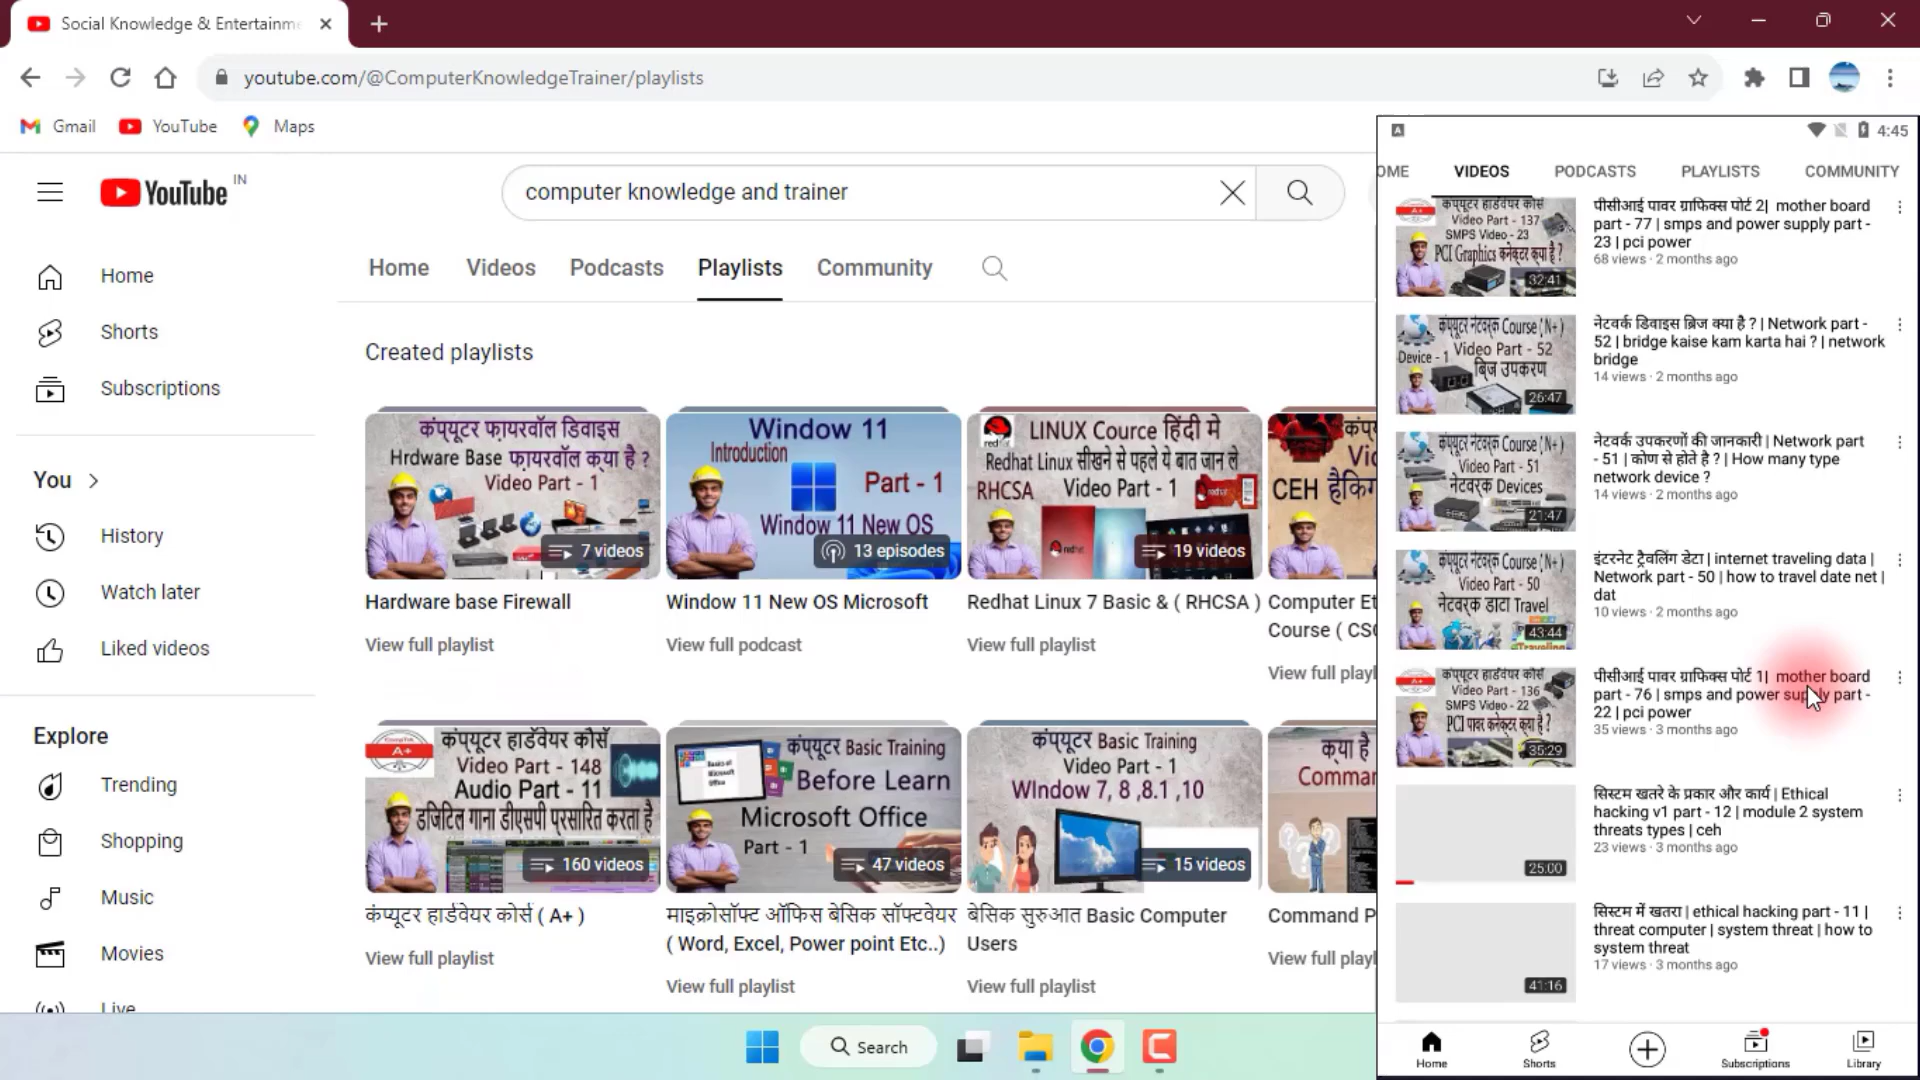 Social Knowledge & Entertainm
youtube.com/@ComputerKnowledgeTrainer/playlists
Gmail
YouTube
Maps
YouTube IN
computer knowledge and trainer
Home
Shorts
Subscriptions
You
History
Watch later
Liked videos
Explore
Trending
Shopping
Music
Movies
Live
Home Videos Podcasts Playlists Community
Created playlists
कंप्यूटर फ़ायरवॉल डिवाइस
Hrdware Base फ़ायरवॉल क्या है ?
Video Part - 1
7 videos
Hardware base Firewall
View full playlist
Window 11
Introduction
Part - 1
Window 11 New OS
13 episodes
Window 11 New OS Microsoft
View full podcast
redhat
LINUX Cource हिंदी मे
Redhat Linux सीखने से पहले ये बात जान ले
RHCSA Video Part - 1
19 videos
Redhat Linux 7 Basic & ( RHCSA )
View full playlist
कंप
Vic
CEH हैकिंग
Computer Et
Course ( CSC
View full playl
A+
कंप्यूटर हार्डवेयर कौर्स
Video Part - 148
Audio Part - 11
डजिटिल गाना डीएसपी प्रसारित करता है
160 videos
कंप्यूटर हार्डवेयर कोर्स ( A+ )
View full playlist
कंप्यूटर Basic Training
Before Learn
Microsoft Office
Part - 1
47 videos
माइक्रोसॉफ्ट ऑफिस बेसिक सॉफ्टवेयर
( Word, Excel, Power point Etc..)
View full playlist
कंप्यूटर Basic Training
Video Part - 1
WIndow 7, 8 ,8.1 ,10
15 videos
बेसिक सुरुआत Basic Computer
Users
View full playlist
क्या है
Comman
Command P
View full playl
4:45
OME VIDEOS PODCASTS PLAYLISTS COMMUNITY
कंप्यूटर हार्डवेयर कौर्स
Video Part - 137
SMPS Video - 23
PCI Graphics कनेक्टर क्या है ?
32:41
पीसीआई पावर ग्राफिक्स पोर्ट 2| mother board
part - 77 | smps and power supply part -
23 | pci power
68 views · 2 months ago
कंप्यूटर नेटवर्क Course ( N+ )
Device - 1 Video Part - 52
ब्रिज उपकरण
26:47
नेटवर्क डिवाइस ब्रिज क्या है ? | Network part -
52 | bridge kaise kam karta hai ? | network
bridge
14 views · 2 months ago
कंप्यूटर नेटवर्क Course ( N+ )
Video Part - 51
नेटवर्क Devices
21:47
नेटवर्क उपकरणों की जानकारी | Network part
- 51 | कोण से होते है ? | How many type
network device ?
14 views · 2 months ago
कंप्यूटर नेटवर्क Course ( N+ )
Video Part - 50
नेटवर्क डाटा Travel
43:44
इंटरनेट ट्रैवलिंग डेटा | internet traveling data |
Network part - 50 | how to travel date net |
dat
10 views · 2 months ago
A+
कंप्यूटर हार्डवेयर कौर्स
Video Part - 136
SMPS Video - 22
PCI पावर कनेक्टर क्या है ?
35:29
पीसीआई पावर ग्राफिक्स पोर्ट 1| mother board
part - 76 | smps and power supply part -
22 | pci power
35 views · 3 months ago
25:00
सिस्टम खतरे के प्रकार और कार्य | Ethical
hacking v1 part - 12 | module 2 system
threats types | ceh
23 views · 3 months ago
41:16
सिस्टम में खतरा | ethical hacking part - 11 |
threat computer | system threat | how to
system threat
17 views · 3 months ago
Home Shorts Subscriptions Library
Search